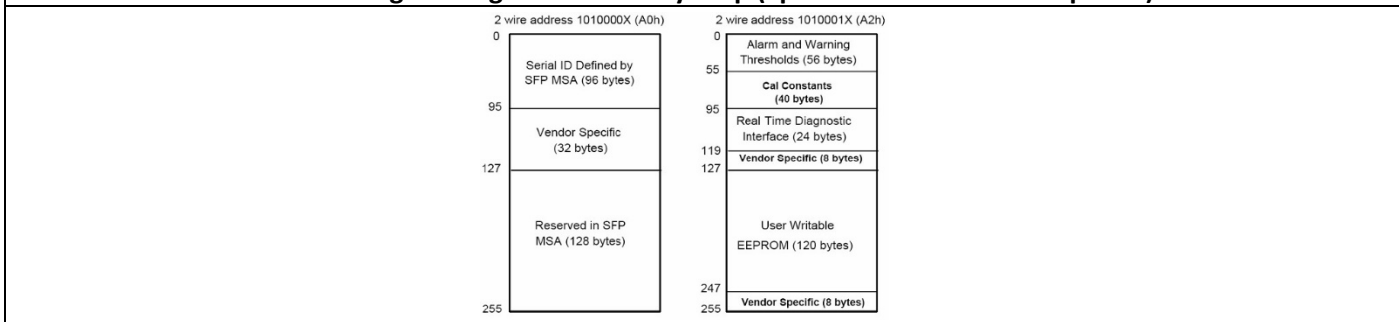 2 wire address 1010000X (A0h)
0
Serial ID Defined by
SFP MSA (96 bytes)
95
Vendor Specific
(32 bytes)
127
Reserved in SFP
MSA (128 bytes)
255
2 wire address 1010001X (A2h)
0
Alarm and Warning
Thresholds (56 bytes)
55
Cal Constants
(40 bytes)
95
Real Time Diagnostic
Interface (24 bytes)
119
Vendor Specific (8 bytes)
127
User Writable
EEPROM (120 bytes)
247
Vendor Specific (8 bytes)
255